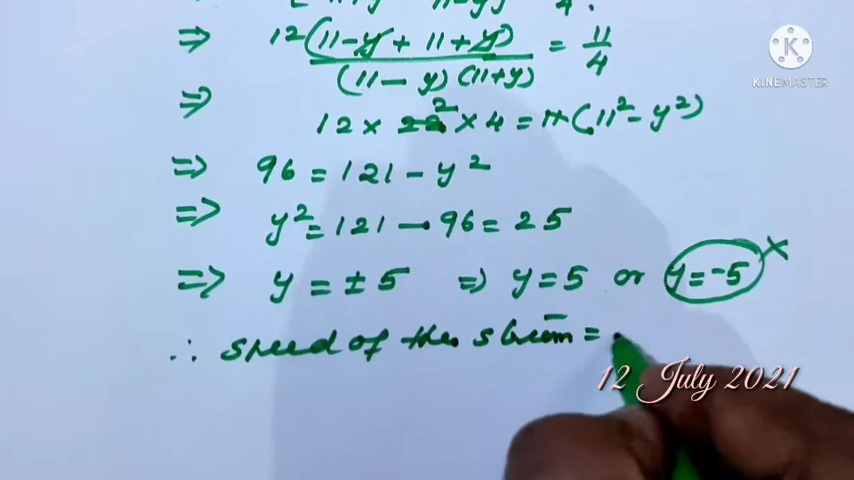 ⇒ 12(11-y + 11+y) / (11-y)(11+y) = 11/4
KINEMASTER
⇒ 12 × 22 2 × 4 = 11(11² - y²)
⇒ 96 = 121 - y²
⇒ y² = 121 - 96 = 25
⇒ y = ±5 ⇒ y = 5 or y = -5 ×
∴ speed of the stream =
12 July 2021